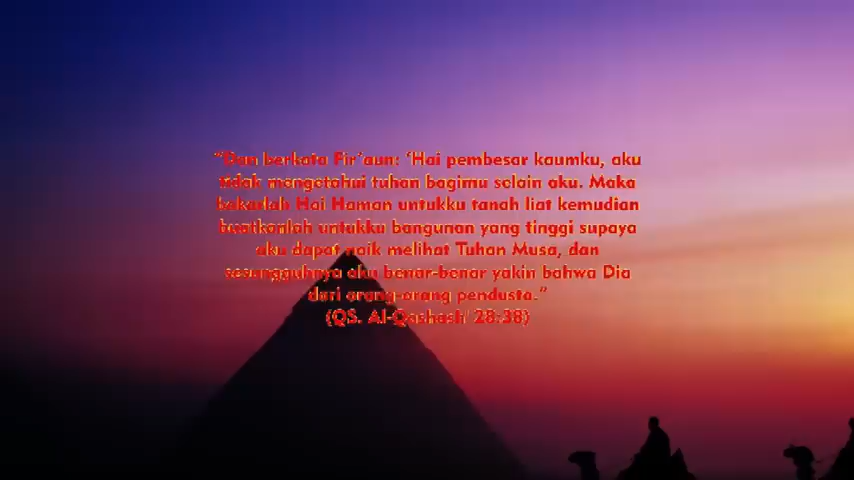 "Dan berkata Fir'aun: 'Hai pembesar kaumku, aku
tidak mengetahui tuhan bagimu selain aku. Maka
bakarlah Hai Haman untukku tanah liat kemudian
buatkanlah untukku bangunan yang tinggi supaya
aku dapat naik melihat Tuhan Musa, dan
sesungguhnya aku benar-benar yakin bahwa Dia
dari orang-orang pendusta."
(QS. Al-Qashash 28:38)